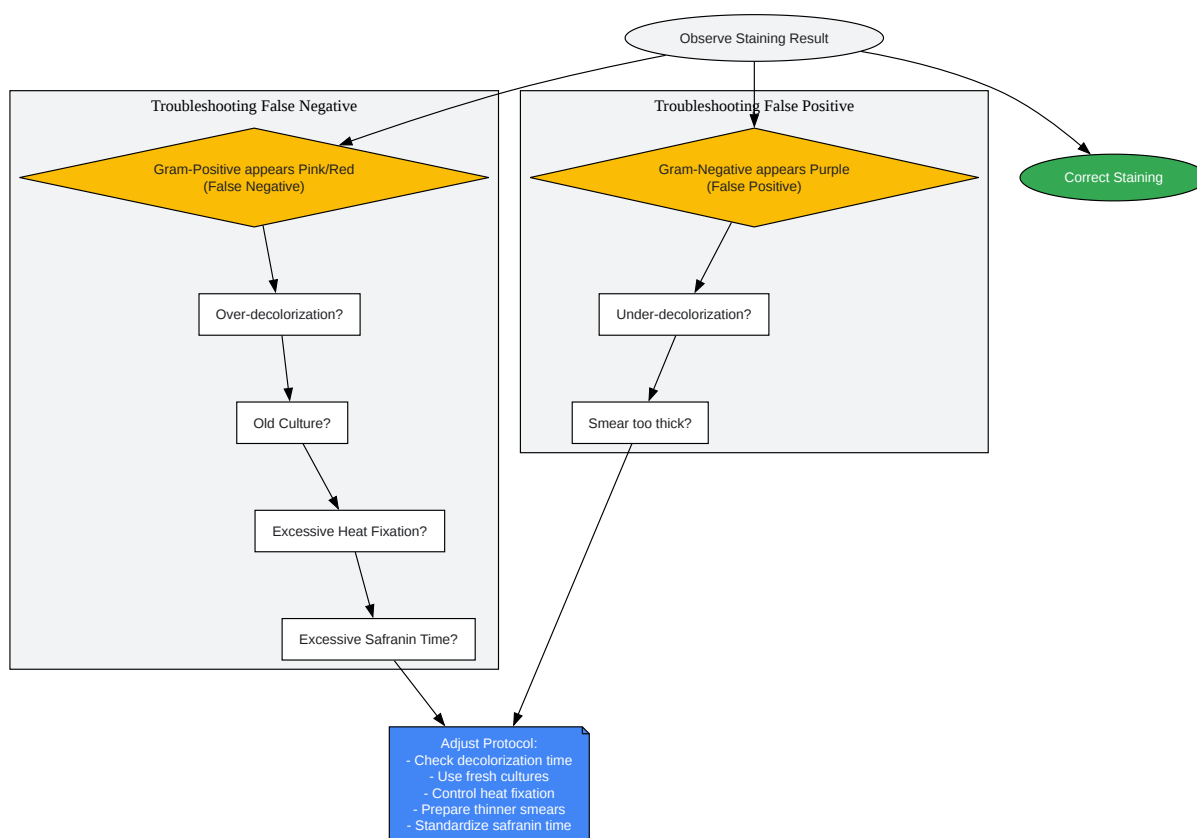 Observe Staining Result
Troubleshooting False Negative
Gram-Positive appears Pink/Red
(False Negative)
Over-decolorization?
Old Culture?
Excessive Heat Fixation?
Excessive Safranin Time?
Troubleshooting False Positive
Gram-Negative appears Purple
(False Positive)
Under-decolorization?
Smear too thick?
Correct Staining
Adjust Protocol:
- Check decolorization time
- Use fresh cultures
- Control heat fixation
- Prepare thinner smears
- Standardize safranin time